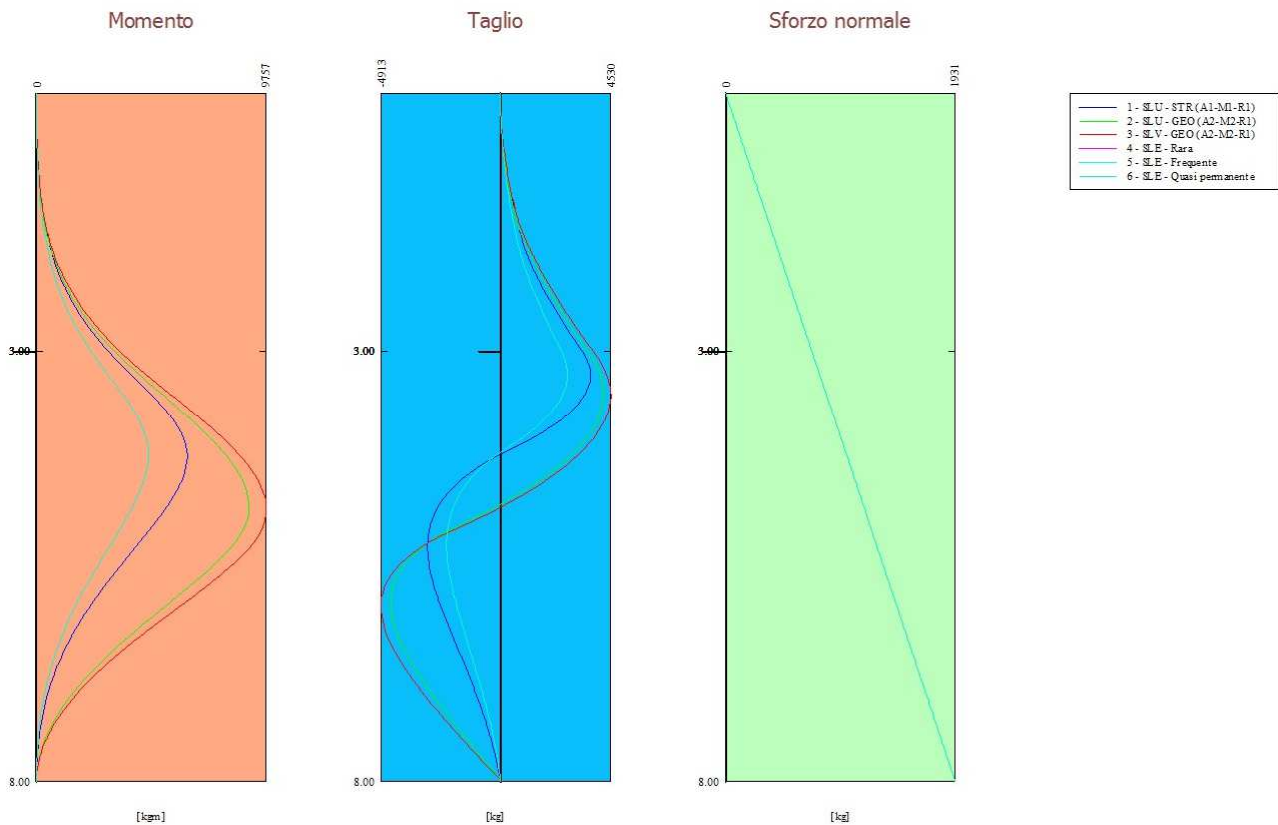 Momento
Taglio
Sforzo normale
0
9757
-4913
4530
0
1931
1 - SLU - STR (A1-M1-R1)
2 - SLU - GEO (A2-M2-R1)
3 - SLV - GEO (A2-M2-R1)
4 - SLE - Rara
5 - SLE - Frequente
6 - SLE - Quasi permanente
3.00
3.00
3.00
8.00
8.00
8.00
[kgm]
[kg]
[kg]